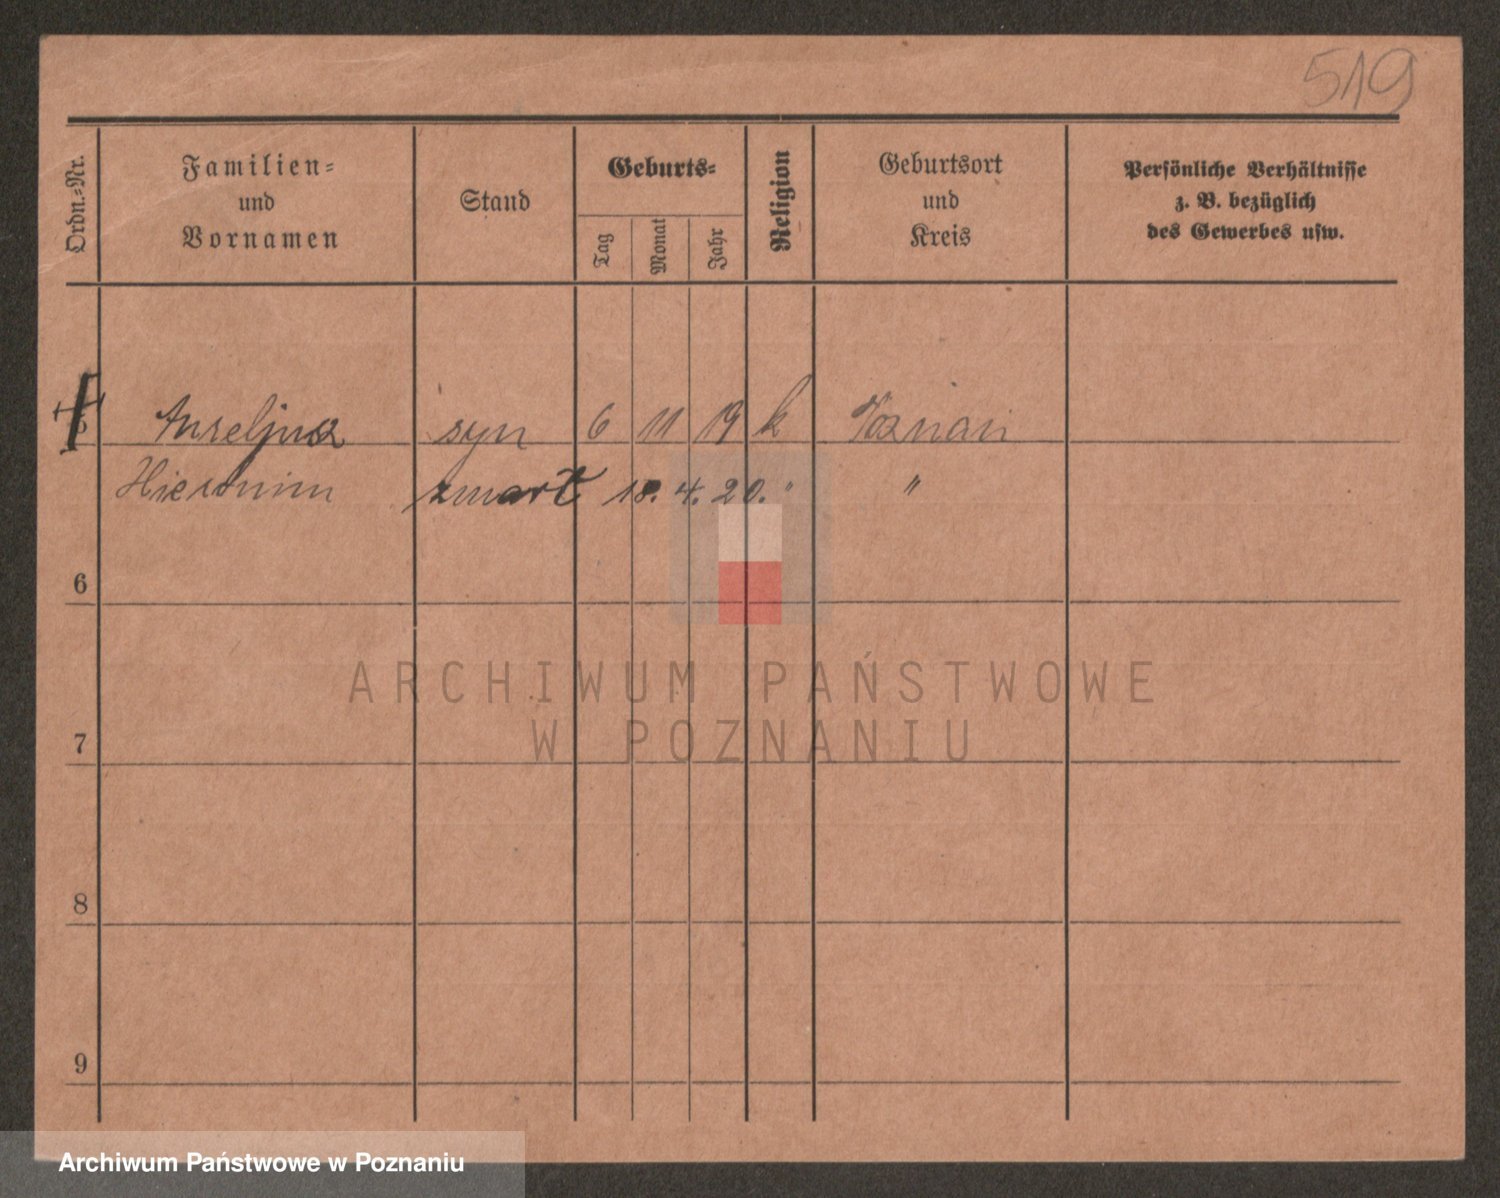 519
Ordn.-Nr.
Familien-
und
Vornamen
Stand
Geburts-
Tag
Monat
Jahr
Religion
Geburtsort
und
Kreis
Persönliche Verhältnisse
z. B. bezüglich
des Gewerbes usw.
5 syn 6 11 19 k Poznań
Hieronim zmarł 18. 4. 20. " "
6
7
8
9
ARCHIWUM PAŃSTWOWE
W POZNANIU
Archiwum Państwowe w Poznaniu